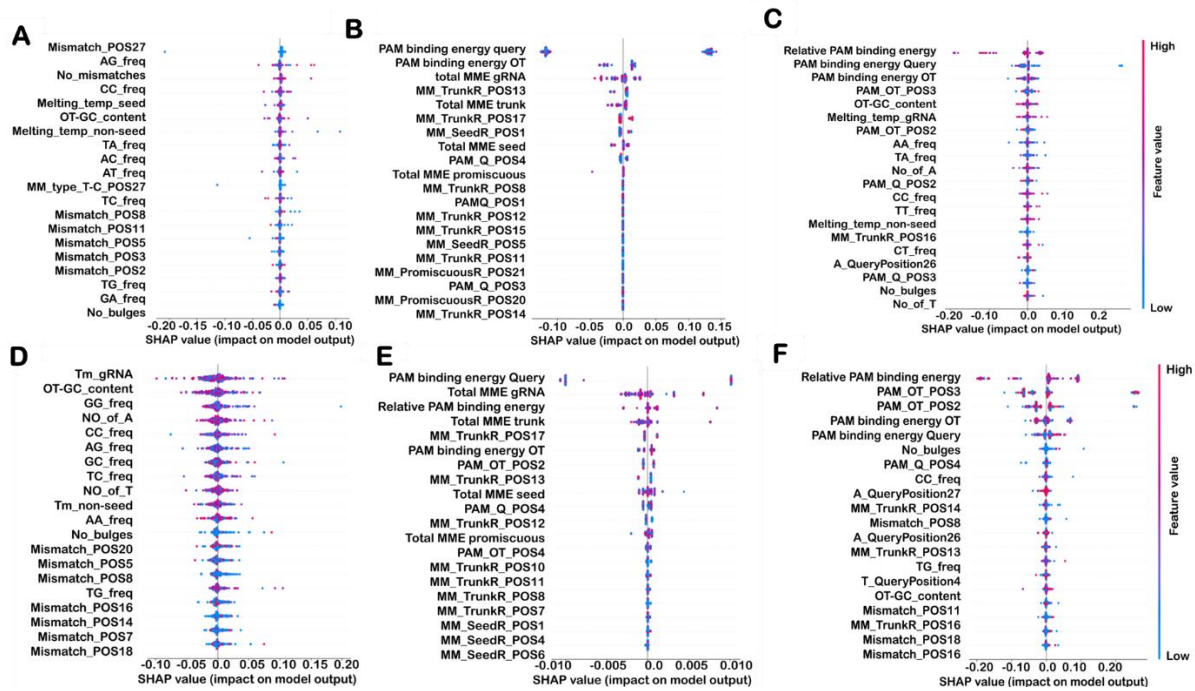 A
Mismatch_POS27
AG_freq
No_mismatches
CC_freq
Melting_temp_seed
OT-GC_content
Melting_temp_non-seed
TA_freq
AC_freq
AT_freq
MM_type_T-C_POS27
TC_freq
Mismatch_POS8
Mismatch_POS11
Mismatch_POS5
Mismatch_POS3
Mismatch_POS2
TG_freq
GA_freq
No_bulges
-0.20 -0.15 -0.10 -0.05 0.0 0.05 0.10
SHAP value (impact on model output)
B
PAM binding energy query
PAM binding energy OT
total MME gRNA
MM_TrunkR_POS13
Total MME trunk
MM_TrunkR_POS17
MM_SeedR_POS1
Total MME seed
PAM_Q_POS4
Total MME promiscuous
MM_TrunkR_POS8
PAMQ_POS1
MM_TrunkR_POS12
MM_TrunkR_POS15
MM_SeedR_POS5
MM_TrunkR_POS11
MM_PromiscuousR_POS21
PAM_Q_POS3
MM_PromiscuousR_POS20
MM_TrunkR_POS14
-0.10 -0.05 0.0 0.05 0.10 0.15
SHAP value (impact on model output)
C
Relative PAM binding energy
PAM binding energy Query
PAM binding energy OT
PAM_OT_POS3
OT-GC_content
Melting_temp_gRNA
PAM_OT_POS2
AA_freq
TA_freq
No_of_A
PAM_Q_POS2
CC_freq
TT_freq
Melting_temp_non-seed
MM_TrunkR_POS16
CT_freq
A_QueryPosition26
PAM_Q_POS3
No_bulges
No_of_T
-0.20 -0.10 0.0 0.10 0.2
SHAP value (impact on model output)
High
Feature value
Low
D
Tm_gRNA
OT-GC_content
GG_freq
NO_of_A
CC_freq
AG_freq
GC_freq
TC_freq
NO_of_T
Tm_non-seed
AA_freq
No_bulges
Mismatch_POS20
Mismatch_POS5
Mismatch_POS8
TG_freq
Mismatch_POS16
Mismatch_POS14
Mismatch_POS7
Mismatch_POS18
-0.10 -0.05 0.0 0.05 0.10 0.15 0.20
SHAP value (impact on model output)
E
PAM binding energy Query
Total MME gRNA
Relative PAM binding energy
Total MME trunk
MM_TrunkR_POS17
PAM binding energy OT
PAM_OT_POS2
MM_TrunkR_POS13
Total MME seed
PAM_Q_POS4
MM_TrunkR_POS12
Total MME promiscuous
PAM_OT_POS4
MM_TrunkR_POS10
MM_TrunkR_POS11
MM_TrunkR_POS8
MM_TrunkR_POS7
MM_SeedR_POS1
MM_SeedR_POS4
MM_SeedR_POS6
-0.010 -0.005 0.0 0.005 0.010
SHAP value (impact on model output)
F
Relative PAM binding energy
PAM_OT_POS3
PAM_OT_POS2
PAM binding energy OT
PAM binding energy Query
No_bulges
PAM_Q_POS4
CC_freq
A_QueryPosition27
MM_TrunkR_POS14
Mismatch_POS8
A_QueryPosition26
MM_TrunkR_POS13
TG_freq
T_QueryPosition4
OT-GC_content
Mismatch_POS11
MM_TrunkR_POS16
Mismatch_POS18
Mismatch_POS16
-0.20 -0.10 0.0 0.10 0.20
SHAP value (impact on model output)
High
Feature value
Low